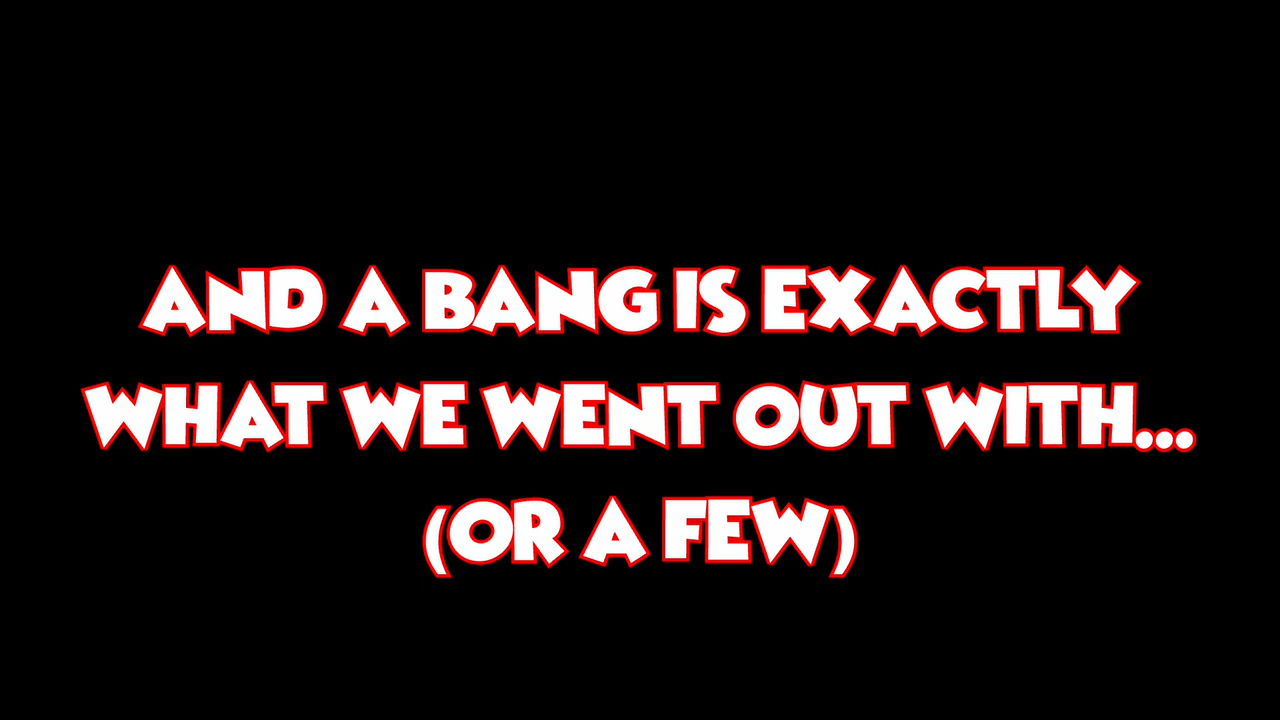 AND A BANG IS EXACTLY
WHAT WE WENT OUT WITH...
(OR A FEW)